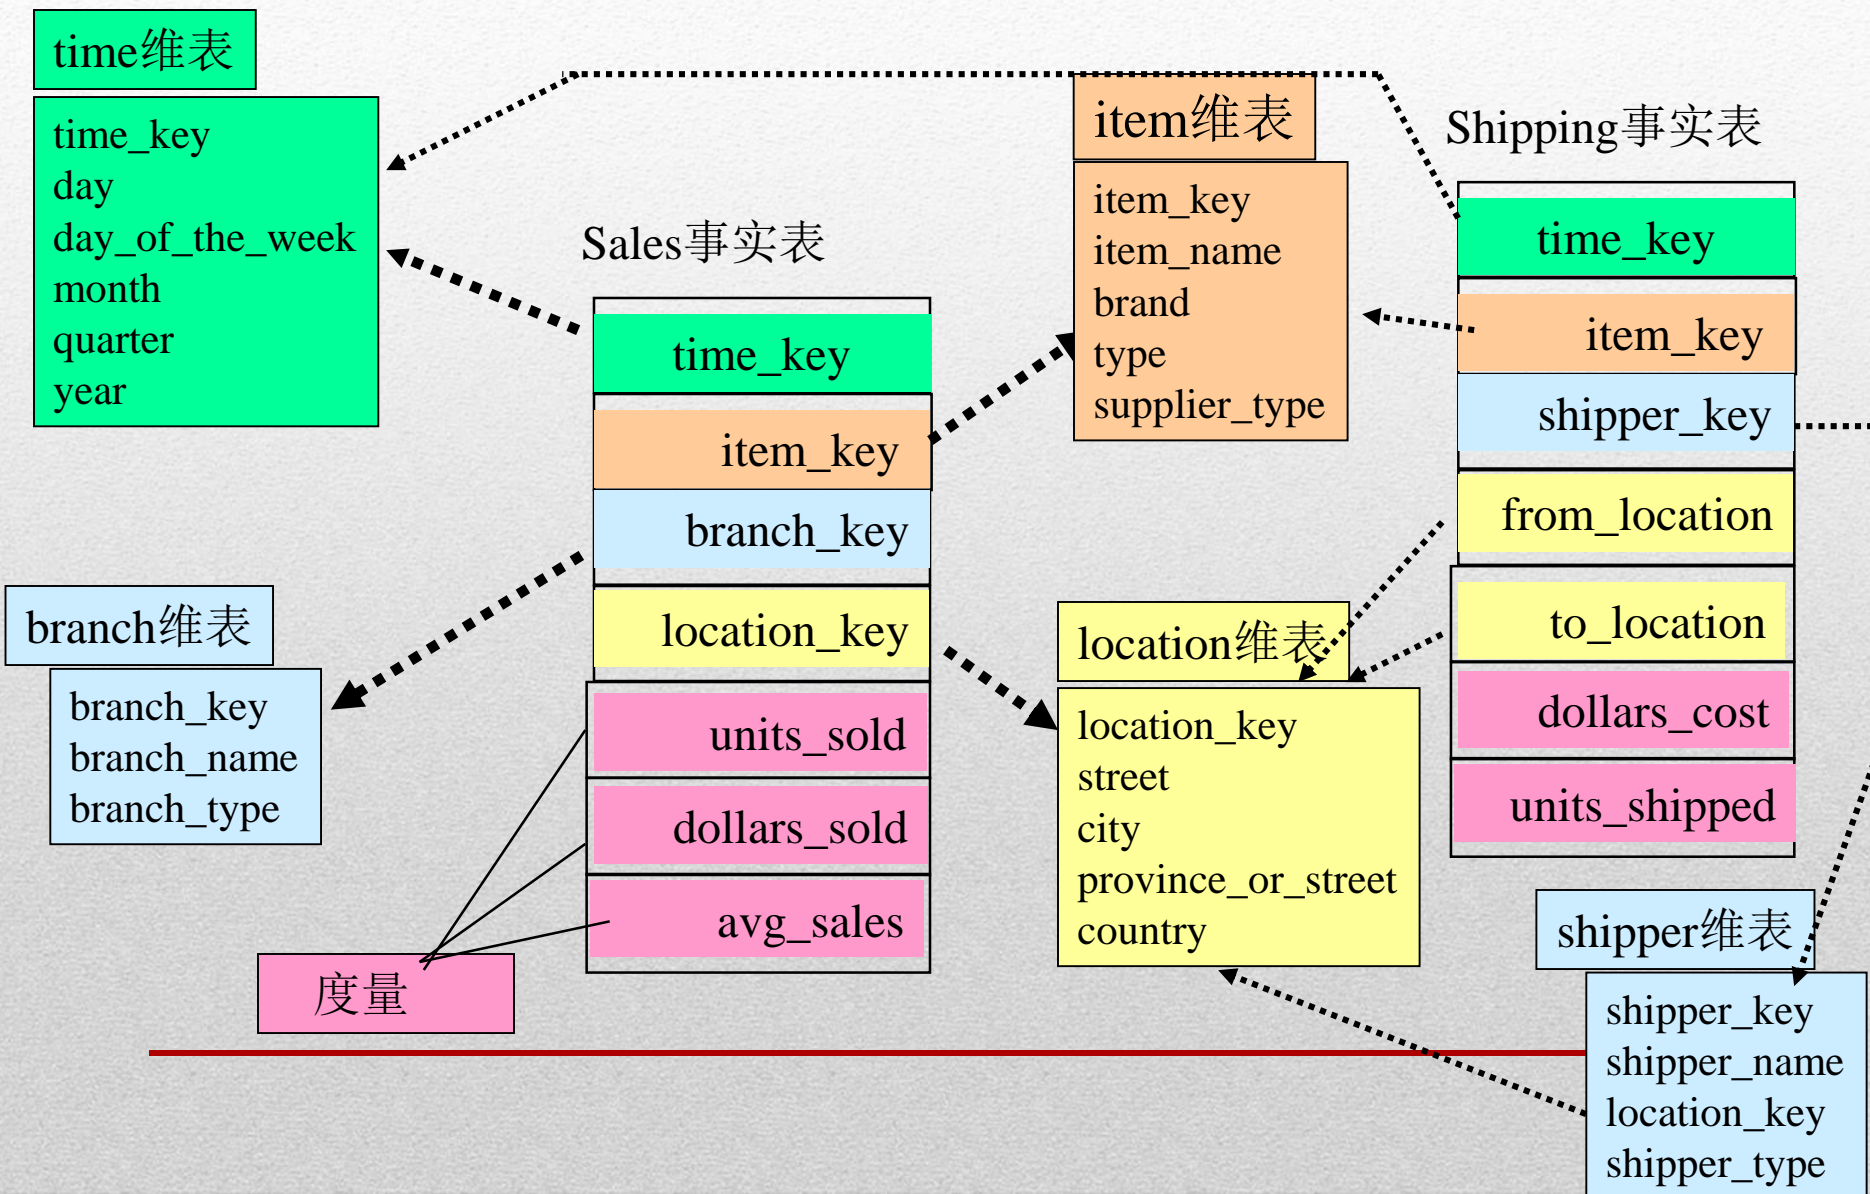 time维表
time_key
day
day_of_the_week
month
quarter
year
Sales事实表
time_key
item_key
branch_key
location_key
units_sold
dollars_sold
avg_sales
度量
branch维表
branch_key
branch_name
branch_type
item维表
item_key
item_name
brand
type
supplier_type
location维表
location_key
street
city
province_or_street
country
Shipping事实表
time_key
item_key
shipper_key
from_location
to_location
dollars_cost
units_shipped
shipper维表
shipper_key
shipper_name
location_key
shipper_type